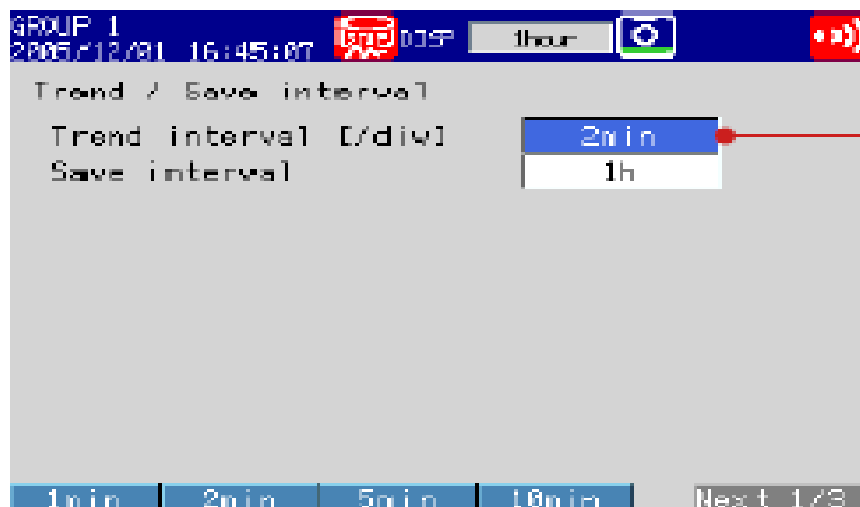 GROUP 1
2005/12/01 16:45:07 DISP 1hour
Trend / Save interval
Trend interval [/div] 2min
Save interval 1h
1min 2min 5min 10min Next 1/3